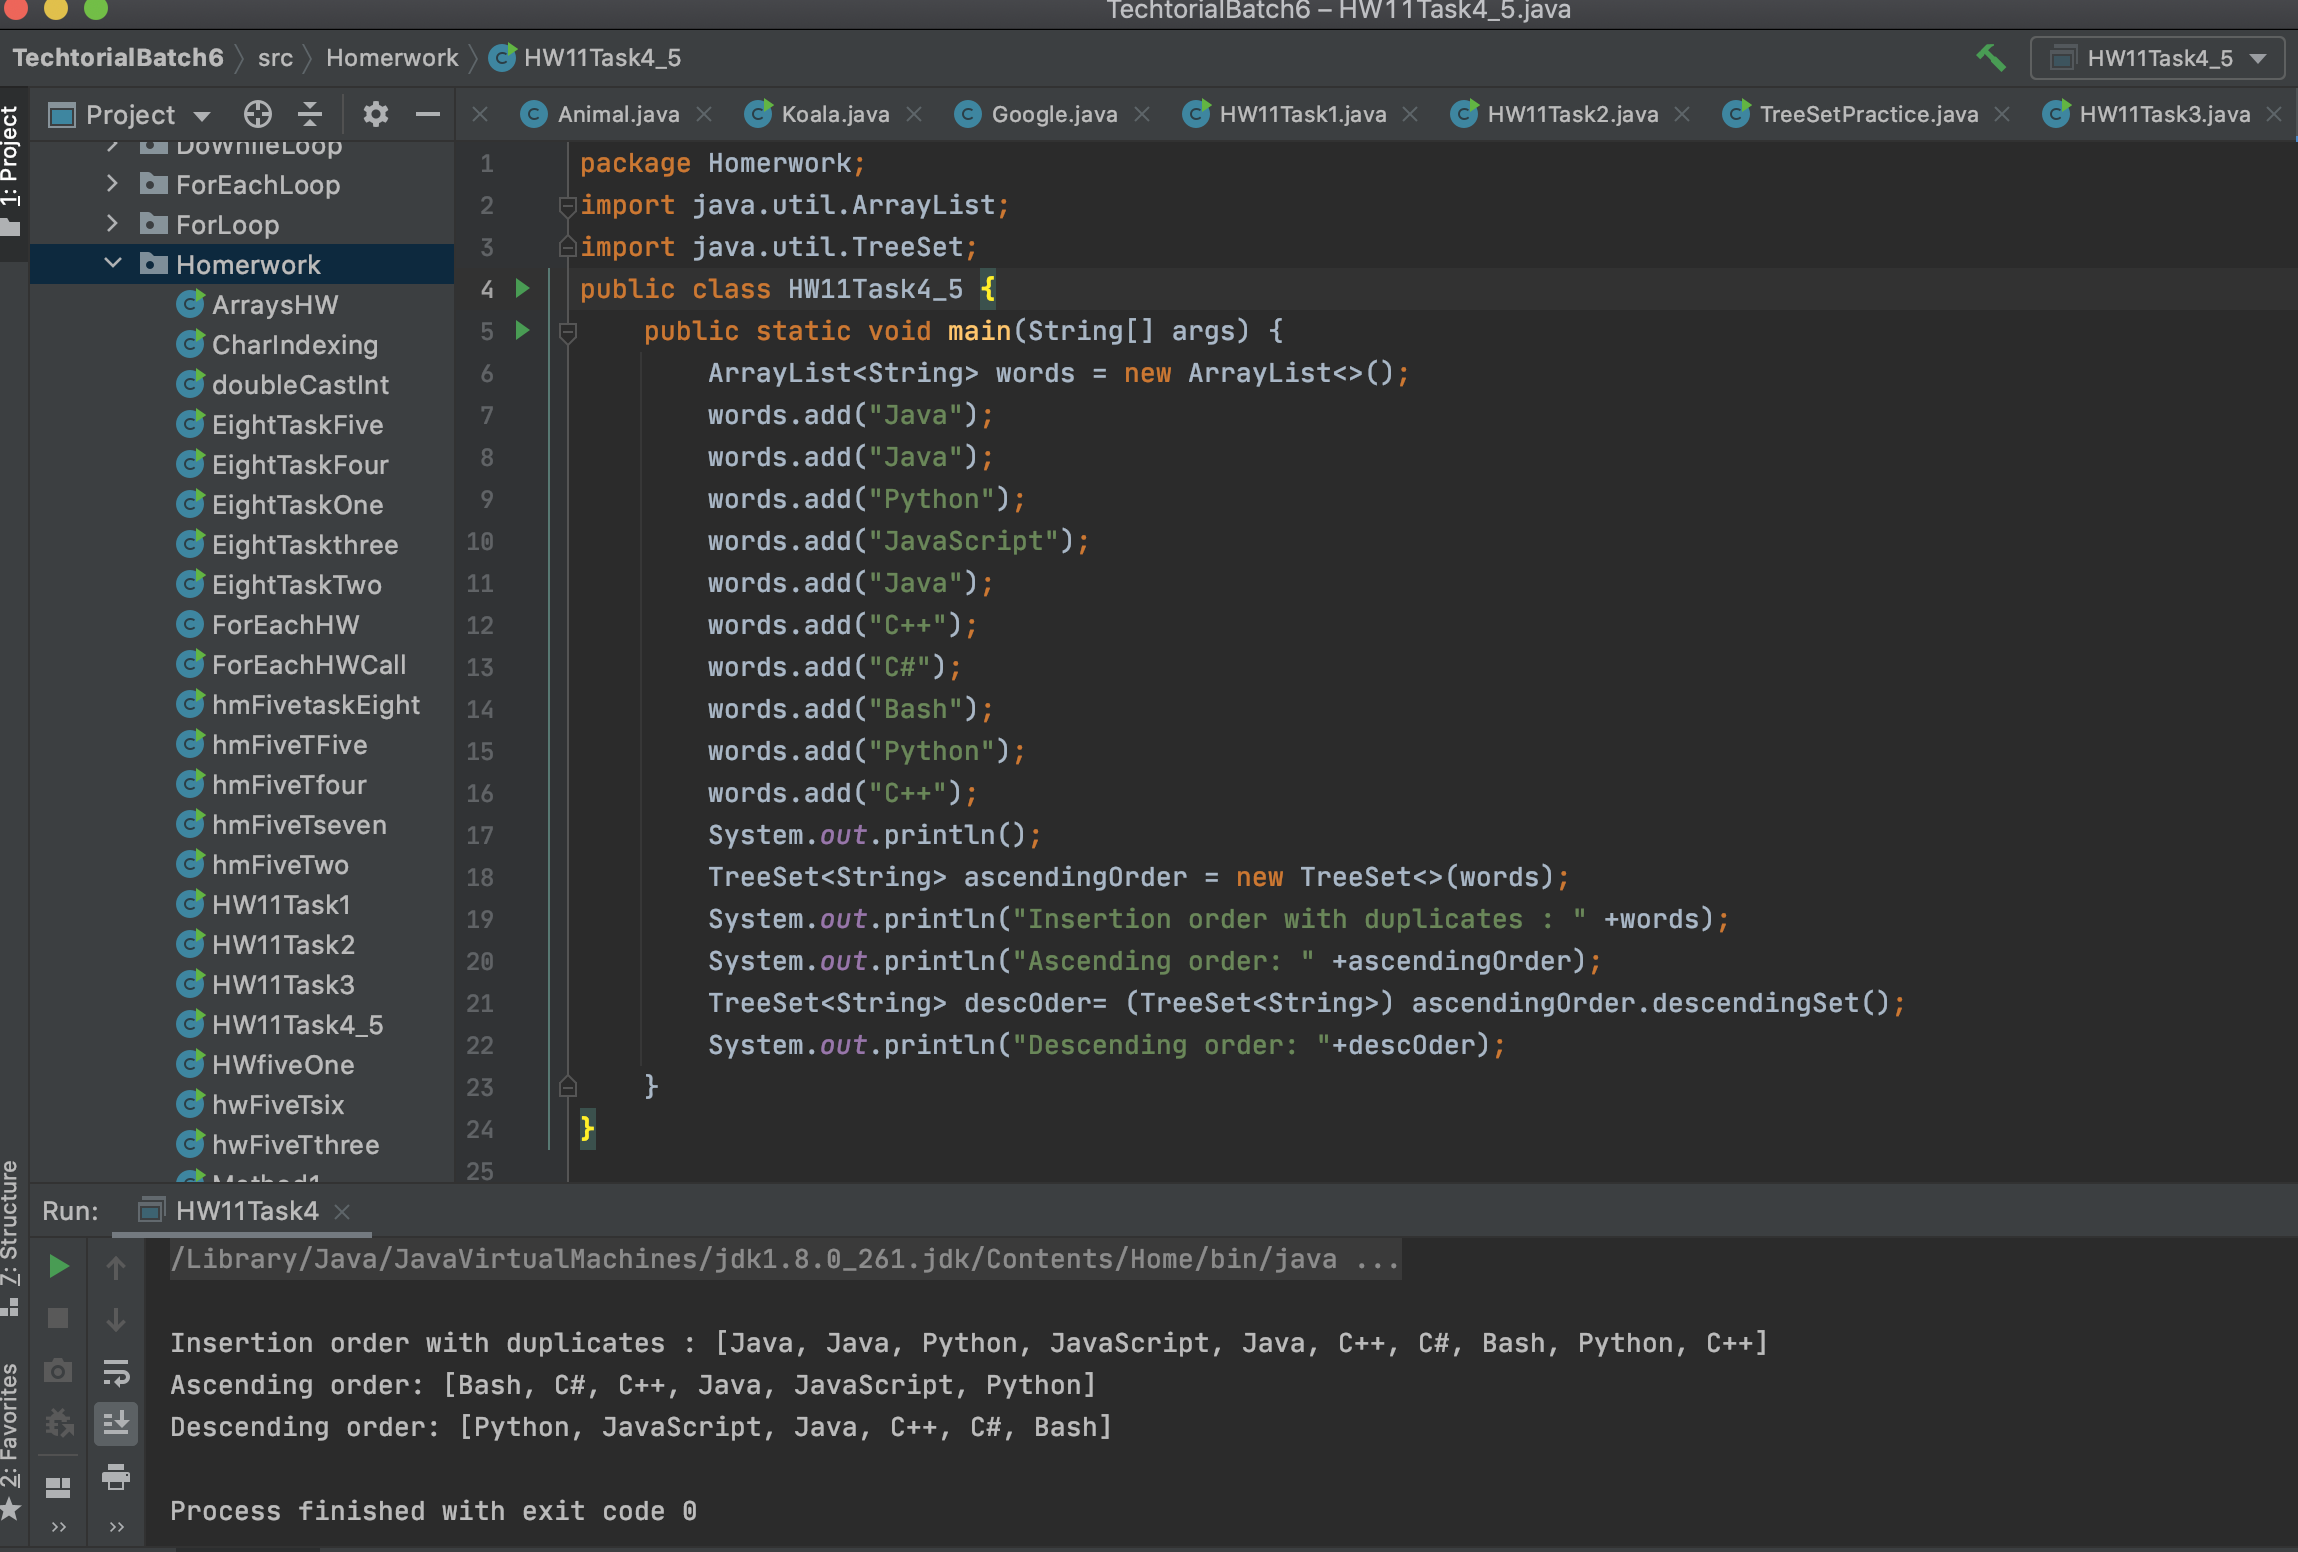 TechtorialBatch6 – HW11Task4_5.java
TechtorialBatch6 src Homerwork HW11Task4_5
HW11Task4_5
1: Project
Project
Animal.java
Koala.java
Google.java
HW11Task1.java
HW11Task2.java
TreeSetPractice.java
HW11Task3.java
DoWhileLoop
ForEachLoop
ForLoop
Homerwork
ArraysHW
CharIndexing
doubleCastInt
EightTaskFive
EightTaskFour
EightTaskOne
EightTaskthree
EightTaskTwo
ForEachHW
ForEachHWCall
hmFivetaskEight
hmFiveTFive
hmFiveTfour
hmFiveTseven
hmFiveTwo
HW11Task1
HW11Task2
HW11Task3
HW11Task4_5
HWfiveOne
hwFiveTsix
hwFiveTthree
Method1
1 package Homerwork;
2 import java.util.ArrayList;
3 import java.util.TreeSet;
4 public class HW11Task4_5 {
5 public static void main(String[] args) {
6 ArrayList<String> words = new ArrayList<>();
7 words.add("Java");
8 words.add("Java");
9 words.add("Python");
10 words.add("JavaScript");
11 words.add("Java");
12 words.add("C++");
13 words.add("C#");
14 words.add("Bash");
15 words.add("Python");
16 words.add("C++");
17 System.out.println();
18 TreeSet<String> ascendingOrder = new TreeSet<>(words);
19 System.out.println("Insertion order with duplicates : " +words);
20 System.out.println("Ascending order: " +ascendingOrder);
21 TreeSet<String> descOder= (TreeSet<String>) ascendingOrder.descendingSet();
22 System.out.println("Descending order: "+descOder);
23 }
24 }
25
7: Structure
2: Favorites
Run: HW11Task4
/Library/Java/JavaVirtualMachines/jdk1.8.0_261.jdk/Contents/Home/bin/java ...
Insertion order with duplicates : [Java, Java, Python, JavaScript, Java, C++, C#, Bash, Python, C++]
Ascending order: [Bash, C#, C++, Java, JavaScript, Python]
Descending order: [Python, JavaScript, Java, C++, C#, Bash]
Process finished with exit code 0